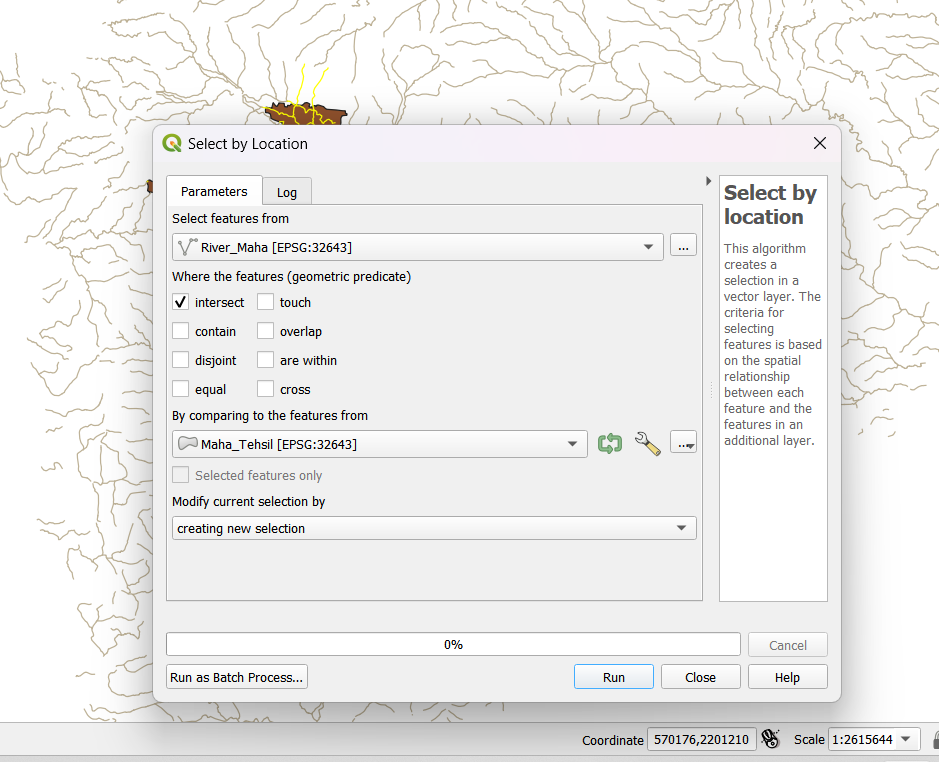 Select by Location
Parameters
Log
Select features from
River_Maha [EPSG:32643]
...
Where the features (geometric predicate)
intersect
touch
contain
overlap
disjoint
are within
equal
cross
By comparing to the features from
Maha_Tehsil [EPSG:32643]
...
Selected features only
Modify current selection by
creating new selection
Select by
location
This algorithm
creates a
selection in a
vector layer. The
criteria for
selecting
features is based
on the spatial
relationship
between each
feature and the
features in an
additional layer.
0%
Cancel
Run as Batch Process...
Run
Close
Help
Coordinate
570176,2201210
Scale
1:2615644